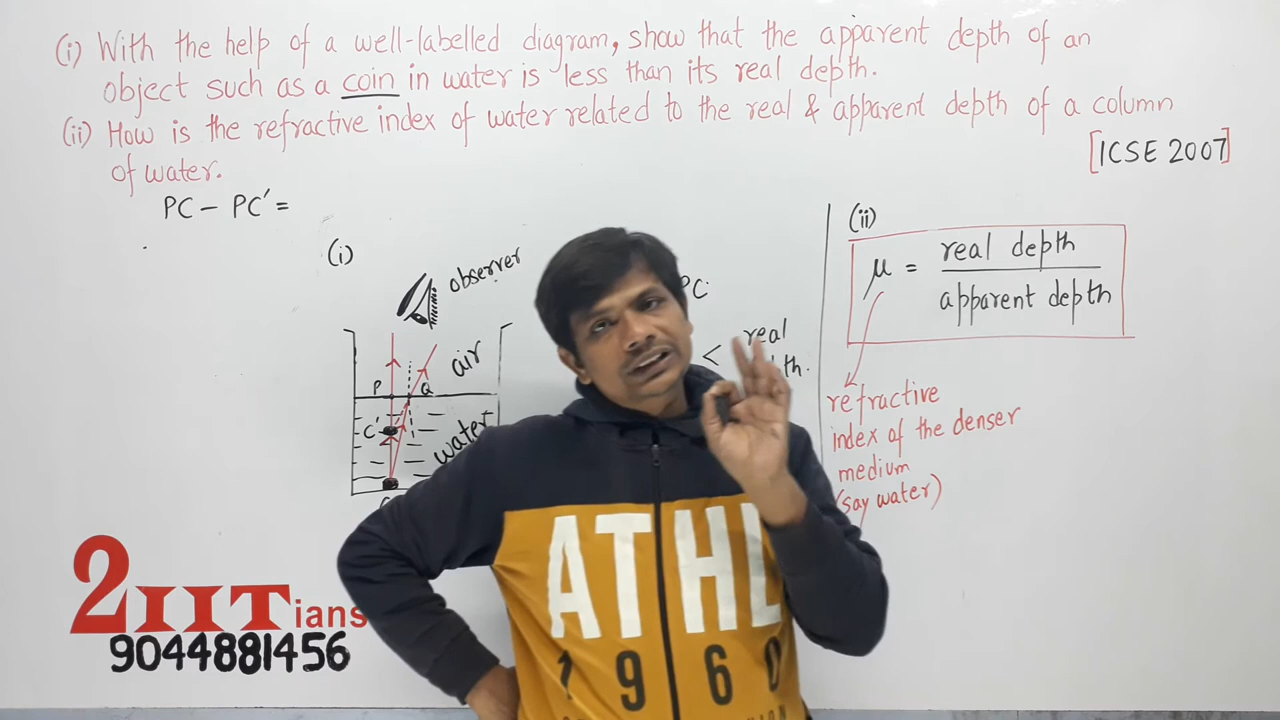 (i) With the help of a well-labelled diagram, show that the apparent depth of an
object such as a coin in water is less than its real depth.
(ii) How is the refractive index of water related to the real & apparent depth of a column
of water.
[ICSE 2007]
PC – PC' =
(i)
observer
air
P
Q
C'
water
PC
< real
(ii)
μ = real depth
apparent depth
refractive
index of the denser
medium
(say water)
2IITians
9044881456
ATHL
1960